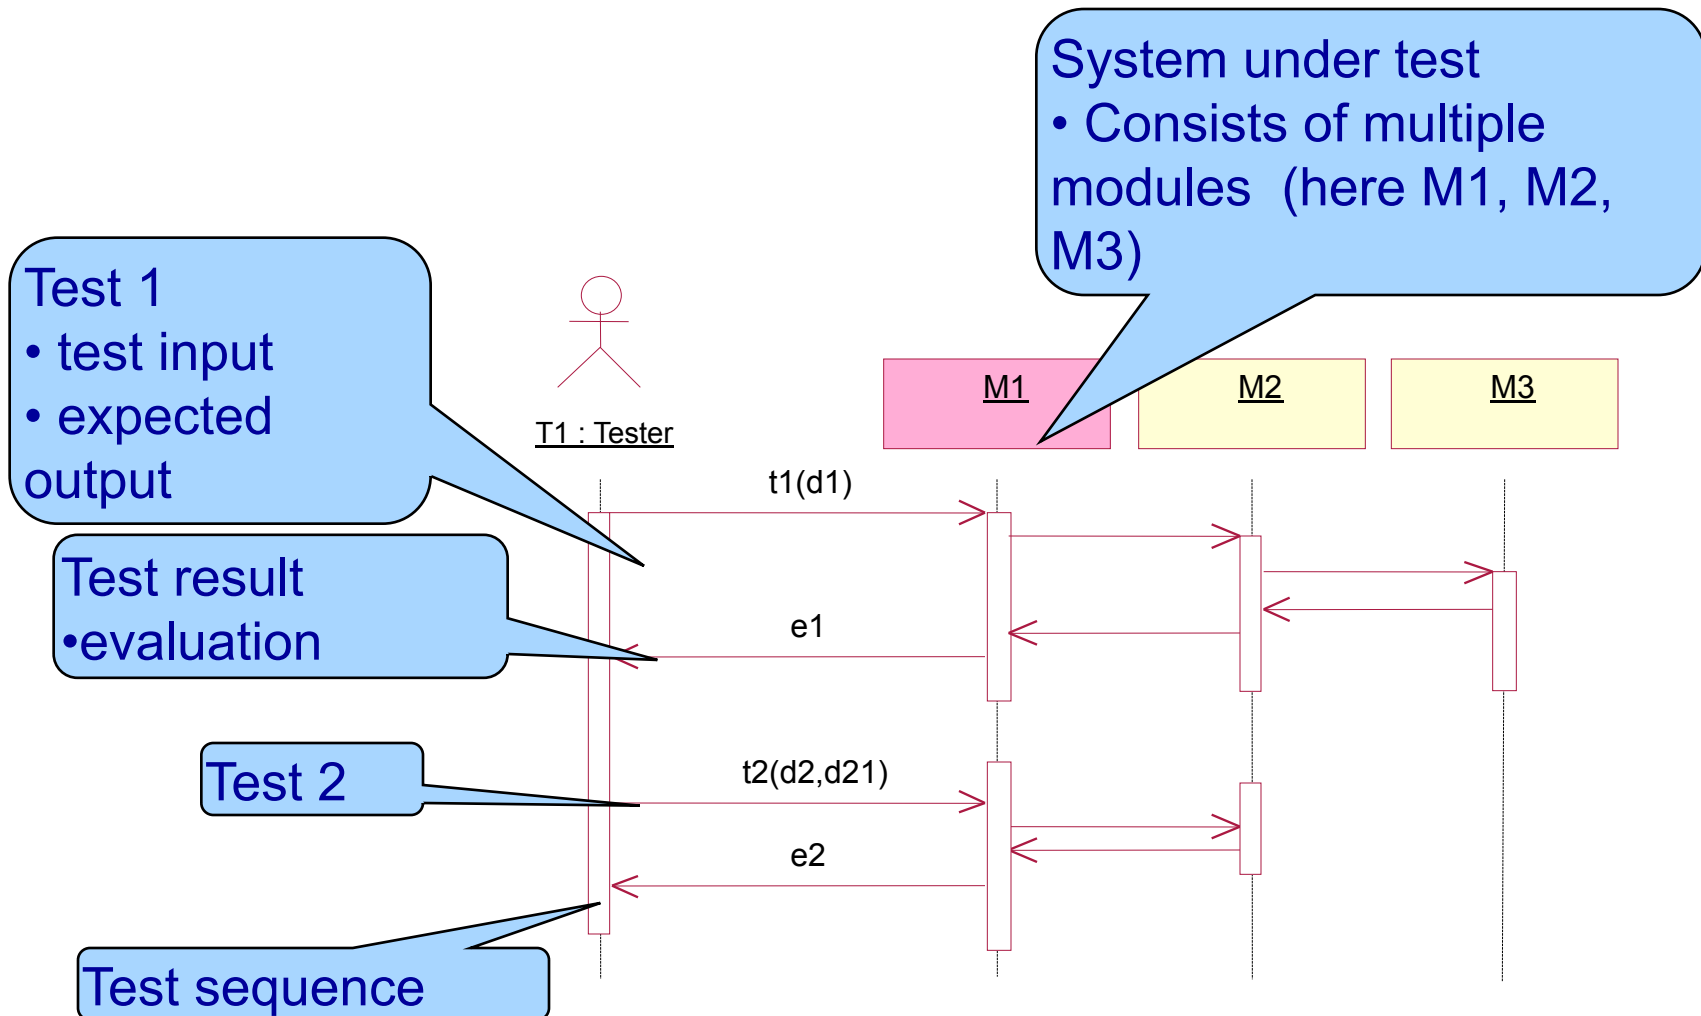 System under test
• Consists of multiple
modules (here M1, M2,
M3)
Test 1
• test input
• expected
output
T1 : Tester
M1
M2
M3
t1(d1)
Test result
•evaluation
e1
Test 2
t2(d2,d21)
e2
Test sequence